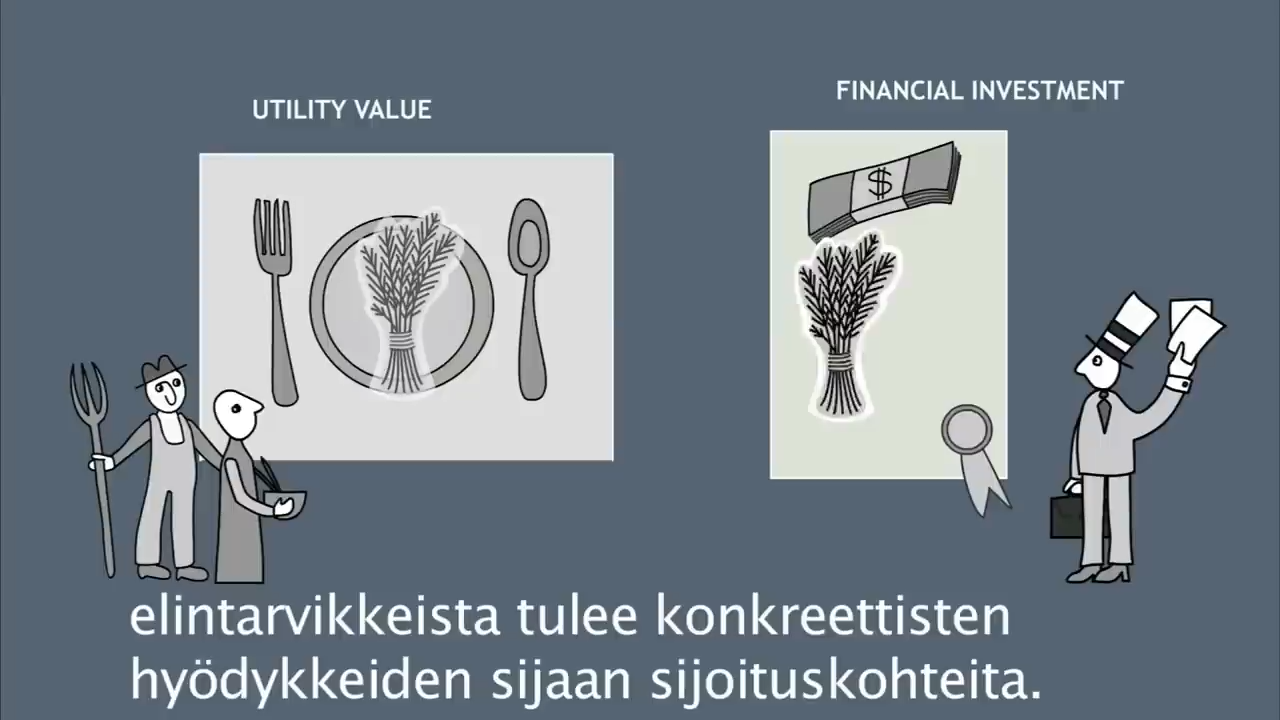 UTILITY VALUE
FINANCIAL INVESTMENT
$
elintarvikkeista tulee konkreettisten
hyödykkeiden sijaan sijoituskohteita.